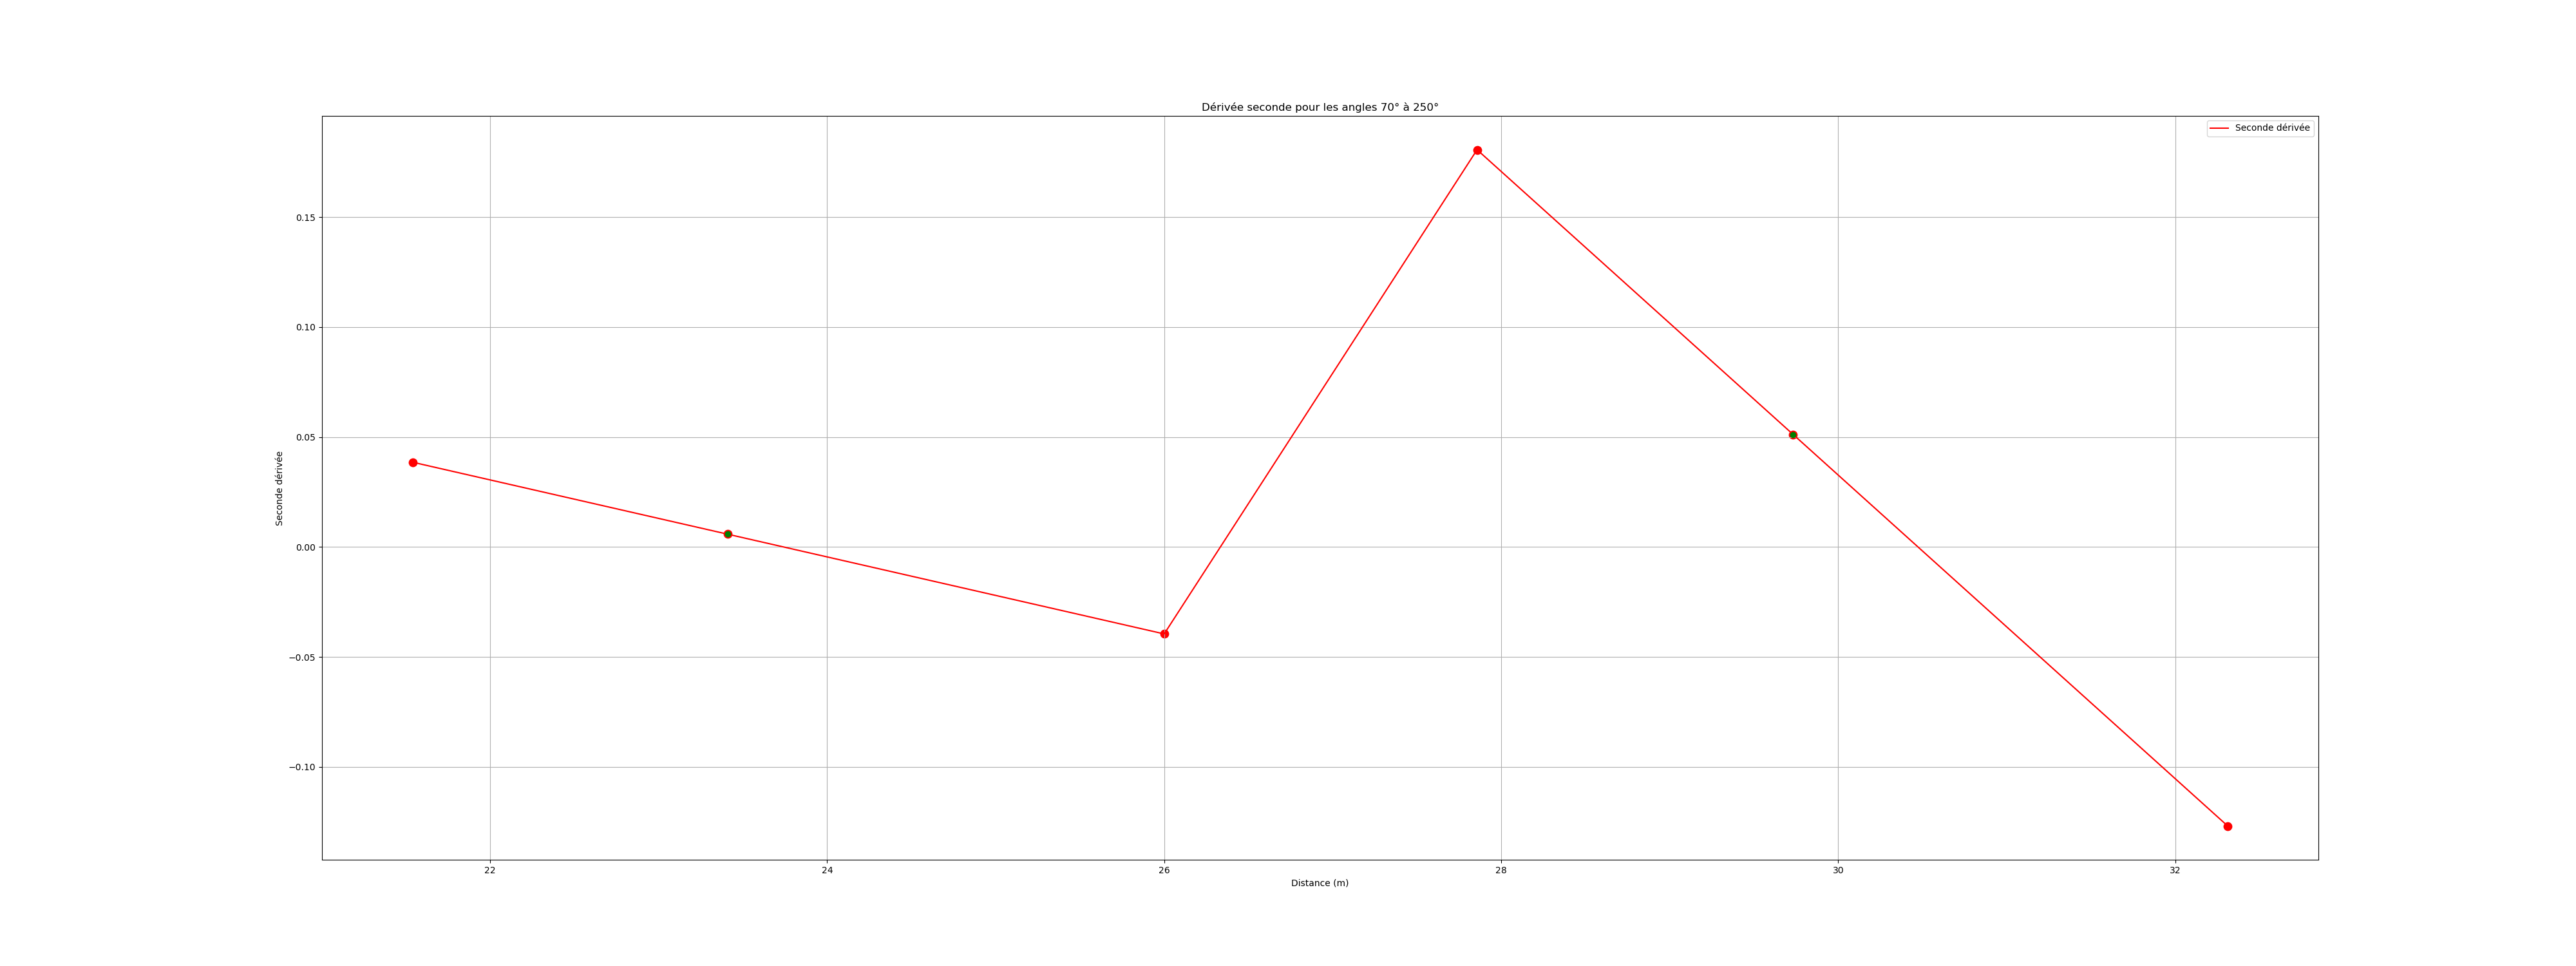 Dérivée seconde pour les angles 70° à 250°
Seconde dérivée
Seconde dérivée
0.15
0.10
0.05
0.00
−0.05
−0.10
22 24 26 28 30 32
Distance (m)